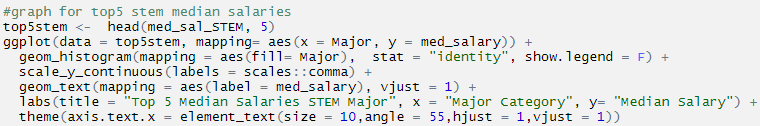 #graph for top5 stem median salaries
top5stem <-  head(med_sal_STEM, 5)
ggplot(data = top5stem, mapping= aes(x = Major, y = med_salary)) +
  geom_histogram(mapping = aes(fill= Major),  stat = "identity", show.legend = F) +
  scale_y_continuous(labels = scales::comma) +
  geom_text(mapping = aes(label = med_salary), vjust = 1) +
  labs(title = "Top 5 Median Salaries STEM Major", x = "Major Category", y= "Median Salary") +
  theme(axis.text.x = element_text(size = 10,angle = 55,hjust = 1,vjust = 1))